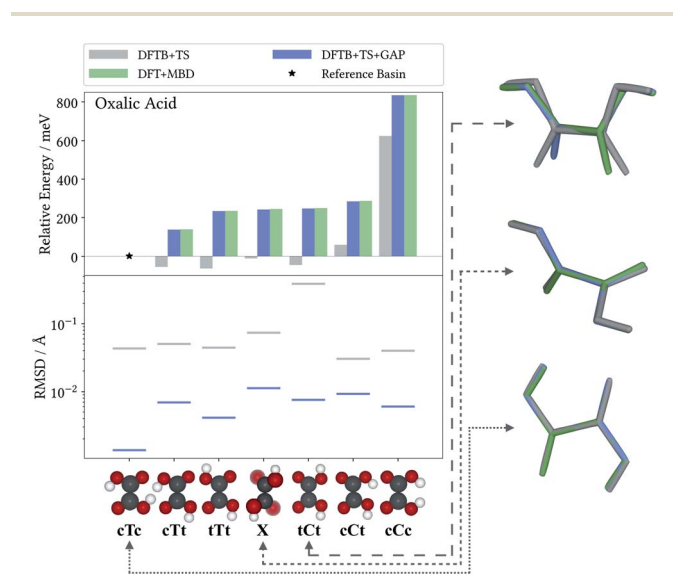 DFTB+TS
DFTB+TS+GAP
DFT+MBD
★ Reference Basin
Oxalic Acid
Relative Energy / meV
800
600
400
200
0
RMSD / Å
10⁻¹
10⁻²
cTc cTt tTt X tCt cCt cCc